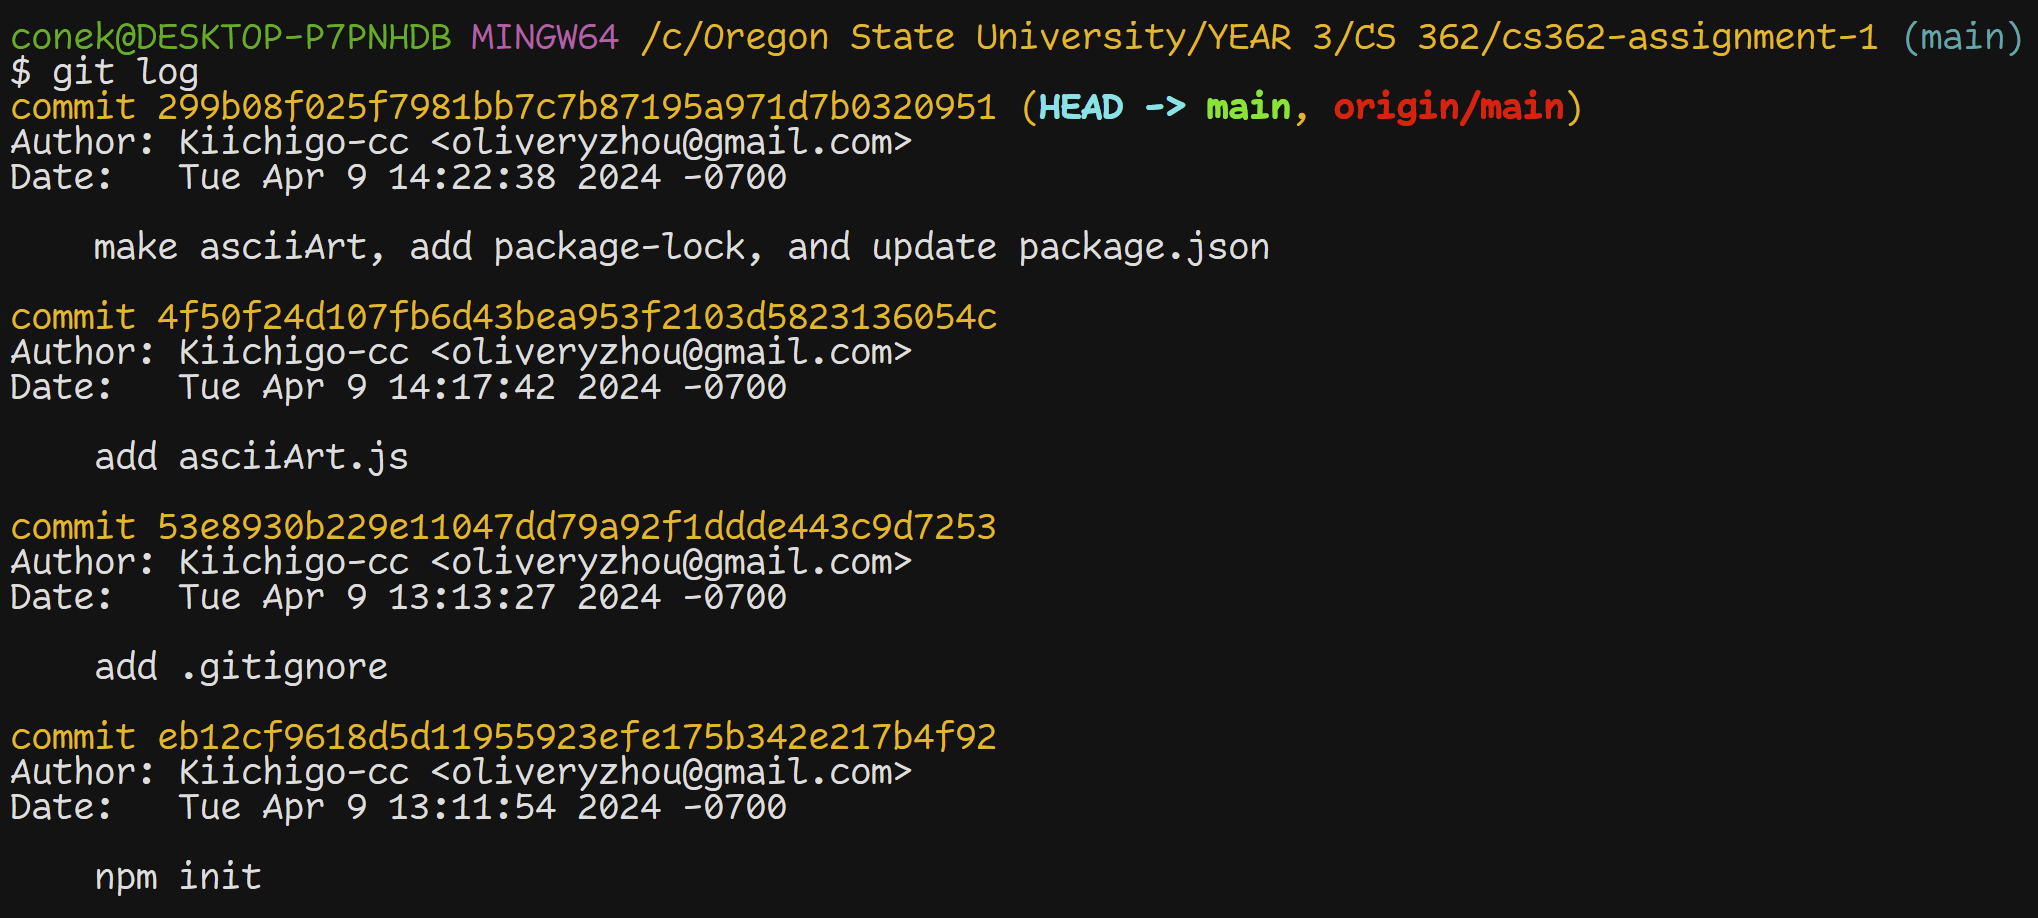 conek@DESKTOP-P7PNHDB MINGW64 /c/Oregon State University/YEAR 3/CS 362/cs362-assignment-1 (main)
$ git log
commit 299b08f025f7981bb7c7b87195a971d7b0320951 (HEAD -> main, origin/main)
Author: Kiichigo-cc <oliveryzhou@gmail.com>
Date:   Tue Apr 9 14:22:38 2024 -0700
make asciiArt, add package-lock, and update package.json
commit 4f50f24d107fb6d43bea953f2103d5823136054c
Author: Kiichigo-cc <oliveryzhou@gmail.com>
Date:   Tue Apr 9 14:17:42 2024 -0700
add asciiArt.js
commit 53e8930b229e11047dd79a92f1ddde443c9d7253
Author: Kiichigo-cc <oliveryzhou@gmail.com>
Date:   Tue Apr 9 13:13:27 2024 -0700
add .gitignore
commit eb12cf9618d5d11955923efe175b342e217b4f92
Author: Kiichigo-cc <oliveryzhou@gmail.com>
Date:   Tue Apr 9 13:11:54 2024 -0700
npm init